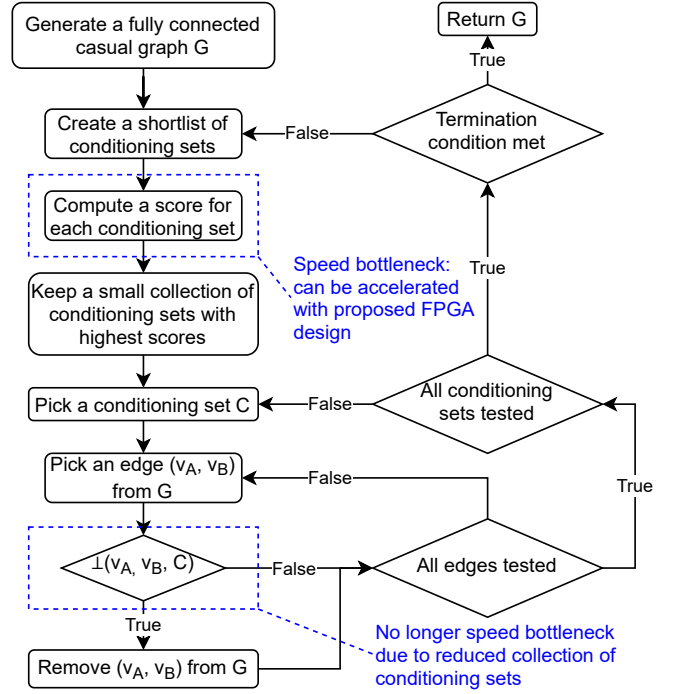 Generate a fully connected
casual graph G
Return G
True
Create a shortlist of
conditioning sets
False
Termination
condition met
Compute a score for
each conditioning set
Speed bottleneck:
can be accelerated
with proposed FPGA
design
True
Keep a small collection of
conditioning sets with
highest scores
Pick a conditioning set C
False
All conditioning
sets tested
Pick an edge (vA, vB)
from G
False
True
⊥(vA, vB, C)
False
All edges tested
True
No longer speed bottleneck
due to reduced collection of
conditioning sets
Remove (vA, vB) from G